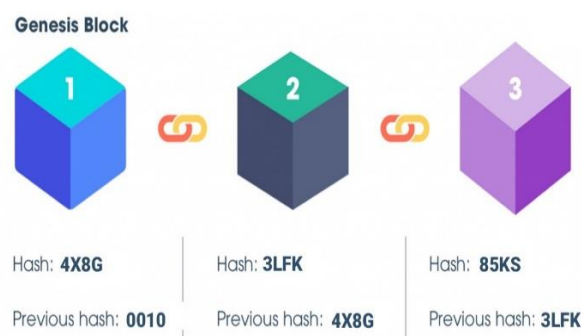 Genesis Block
1
2
3
Hash: 4X8G
Hash: 3LFK
Hash: 85KS
Previous hash: 0010
Previous hash: 4X8G
Previous hash: 3LFK